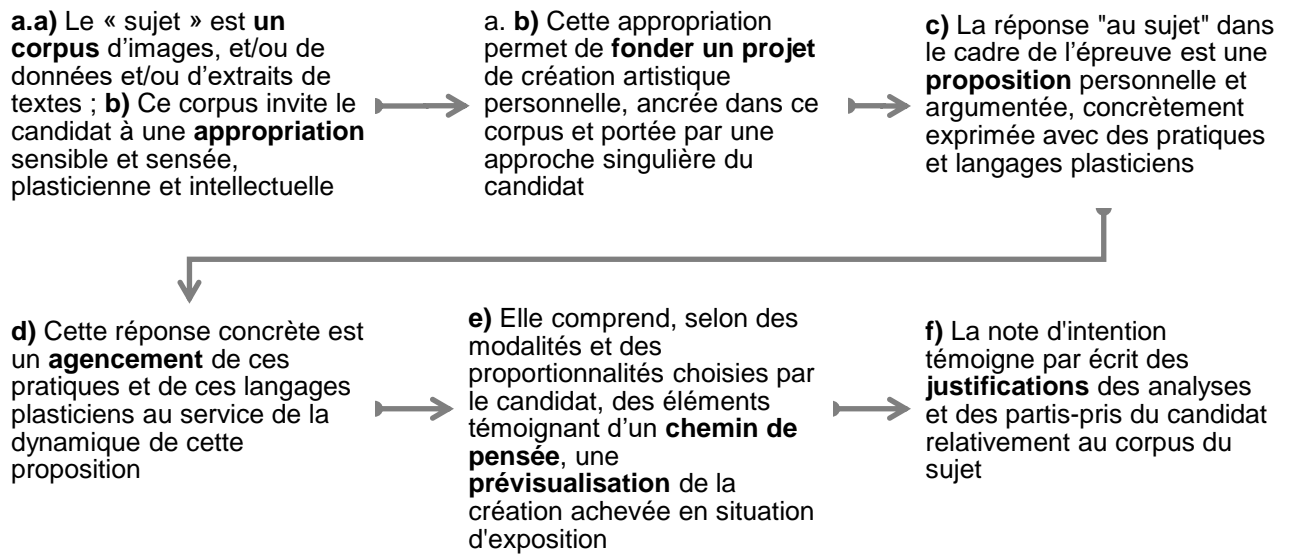 a.a) Le « sujet » est un
corpus d’images, et/ou de
données et/ou d’extraits de
textes ; b) Ce corpus invite le
candidat à une appropriation
sensible et sensée,
plasticienne et intellectuelle
a. b) Cette appropriation
permet de fonder un projet
de création artistique
personnelle, ancrée dans ce
corpus et portée par une
approche singulière du
candidat
c) La réponse "au sujet" dans
le cadre de l’épreuve est une
proposition personnelle et
argumentée, concrètement
exprimée avec des pratiques
et langages plasticiens
d) Cette réponse concrète est
un agencement de ces
pratiques et de ces langages
plasticiens au service de la
dynamique de cette
proposition
e) Elle comprend, selon des
modalités et des
proportionnalités choisies par
le candidat, des éléments
témoignant d’un chemin de
pensée, une
prévisualisation de la
création achevée en situation
d'exposition
f) La note d'intention
témoigne par écrit des
justifications des analyses
et des partis-pris du candidat
relativement au corpus du
sujet